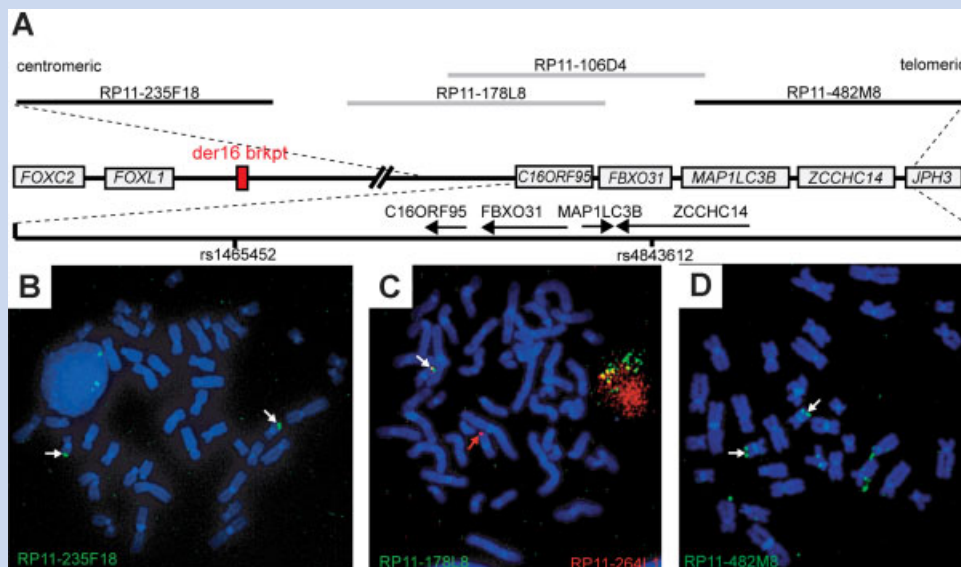 A
centromeric
telomeric
RP11-106D4
RP11-235F18
RP11-178L8
RP11-482M8
der16 brkpt
FOXC2 FOXL1 C16ORF95 FBXO31 MAP1LC3B ZCCHC14 JPH3
C16ORF95 FBXO31 MAP1LC3B ZCCHC14
rs1465452 rs4843612
B
C
D
RP11-235F18
RP11-178L8
RP11-482M8